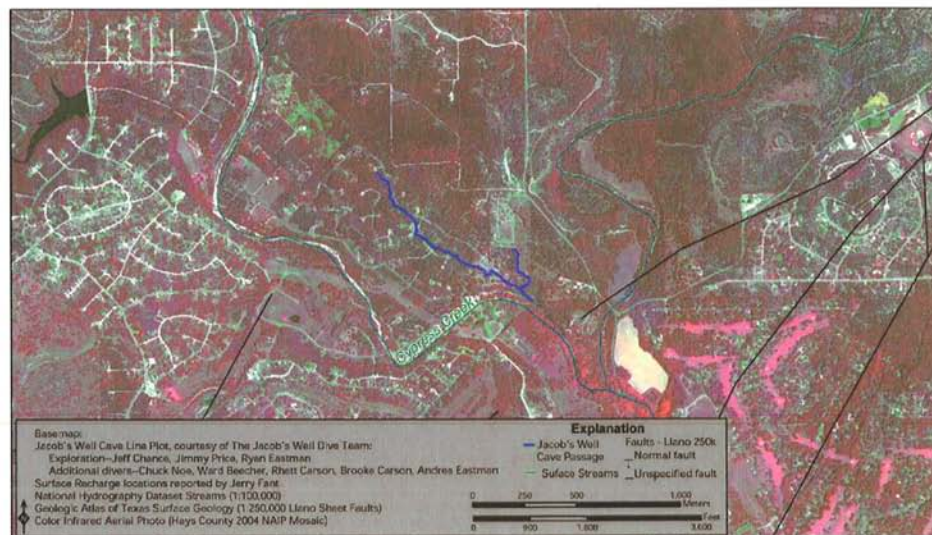 Cypress Creek
Basemap:
Jacob's Well Cave Line Plot, courtesy of The Jacob's Well Dive Team:
Exploration--Jeff Chance, Jimmy Price, Ryan Eastman
Additional divers--Chuck Noe, Ward Beecher, Rhett Carson, Brooke Carson, Andrea Eastman
Surface Recharge locations reported by Jerry Fant
National Hydrography Dataset Streams (1:100,000)
Geologic Atlas of Texas Surface Geology (1:250,000 Llano Sheet Faults)
Color Infrared Aerial Photo (Hays County 2004 NAIP Mosaic)
N
Explanation
Jacob's Well
Cave Passage
Suface Streams
Faults - Llano 250k
Normal fault
Unspecified fault
0 250 500 1,000
Meters
Feet
0 900 1,800 3,600